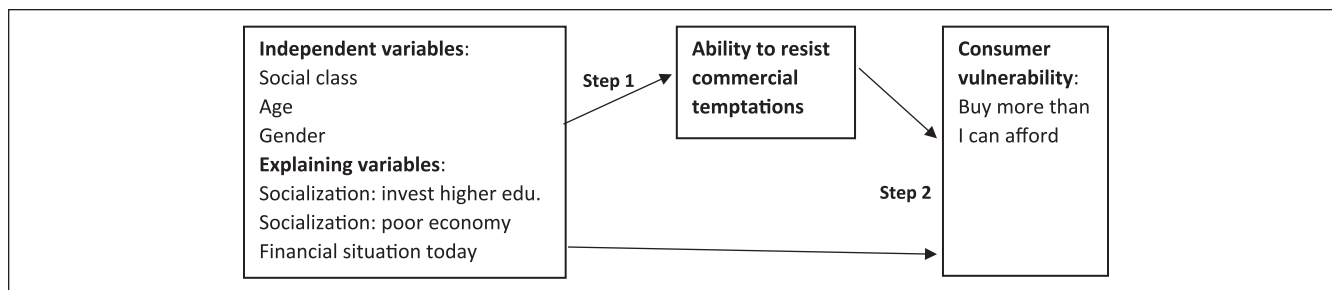 Independent variables:
Social class
Age
Gender
Explaining variables:
Socialization: invest higher edu.
Socialization: poor economy
Financial situation today
Step 1
Ability to resist
commercial
temptations
Step 2
Consumer
vulnerability:
Buy more than
I can afford